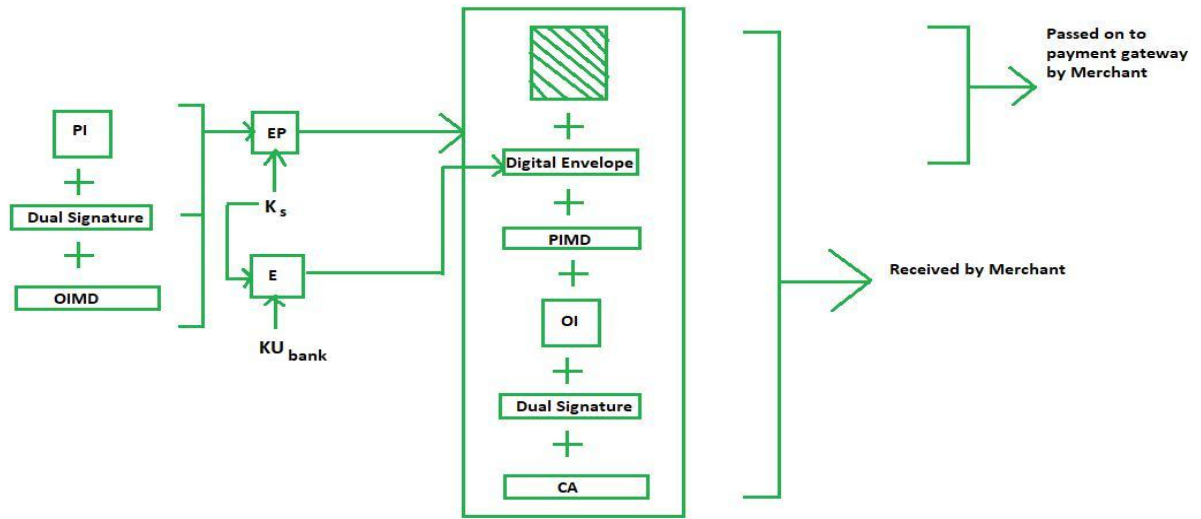 PI
+
Dual Signature
+
OIMD
EP
K s
E
KU bank
+
Digital Envelope
+
PIMD
+
OI
+
Dual Signature
+
CA
Passed on to
payment gateway
by Merchant
Received by Merchant